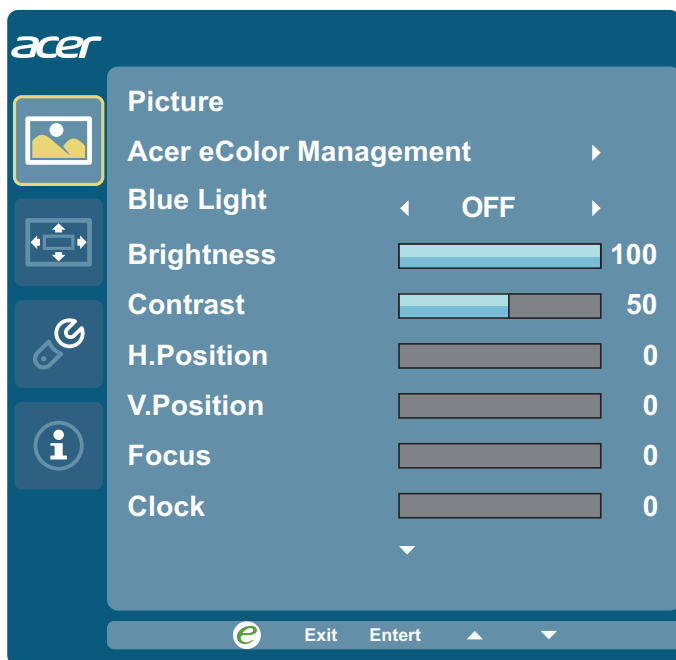 acer
Picture
Acer eColor Management
Blue Light OFF
Brightness 100
Contrast 50
H.Position 0
V.Position 0
Focus 0
Clock 0
e Exit Entert